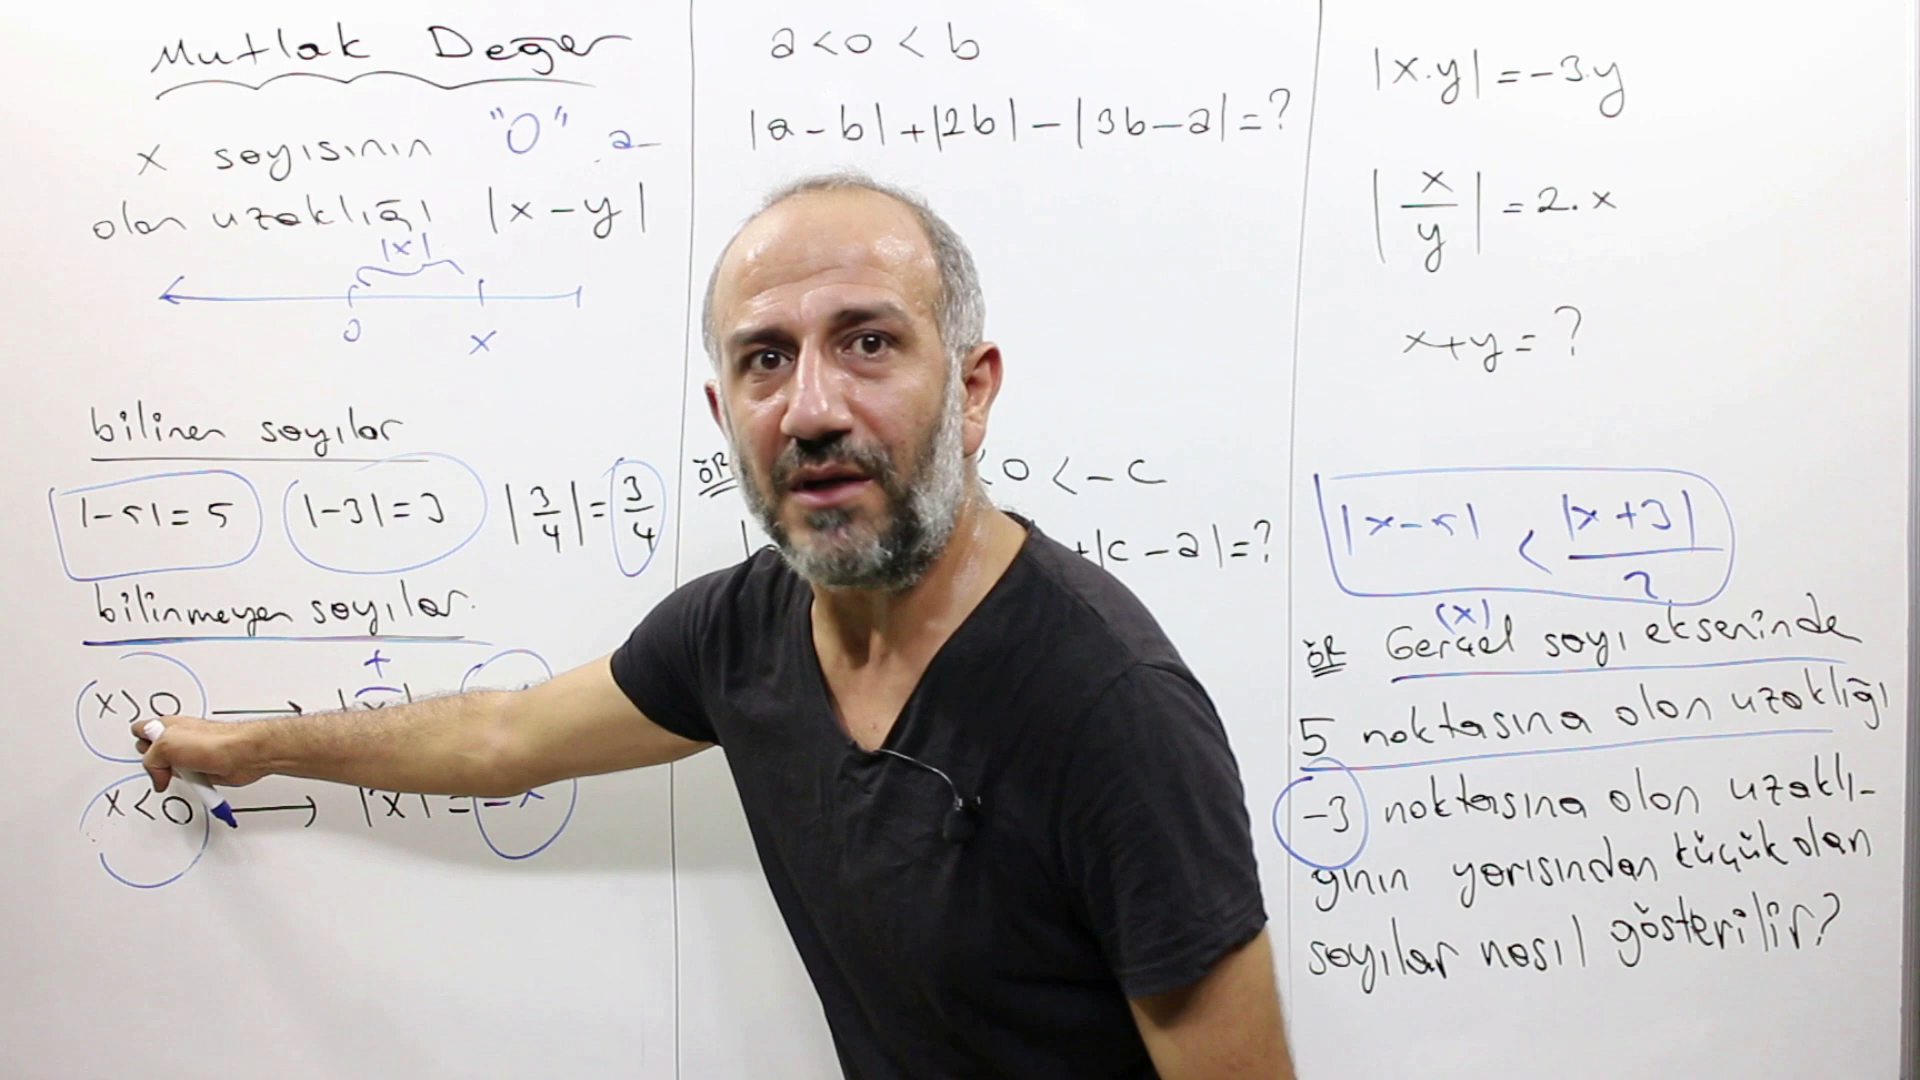 Mutlak Değer
x sayısının "0" a
olan uzaklığı |x-y|
|x|
0 x
bilinen sayılar
|-5|=5 |-3|=3 |3/4|=3/4
bilinmeyen sayılar.
+
x>0 →
x<0 → |x|=-x
a<0<b
|a-b|+|2b|-|3b-a|=?
ÖR <0<-c
+|c-a|=?
|x.y|=-3.y
|x/y|=2.x
x+y=?
|x-5| < |x+3|/2
(x)
ÖR Gerçel sayı ekseninde
5 noktasına olan uzaklığı
-3 noktasına olan uzaklı-
ğının yarısından küçük olan
sayılar nasıl gösterilir?